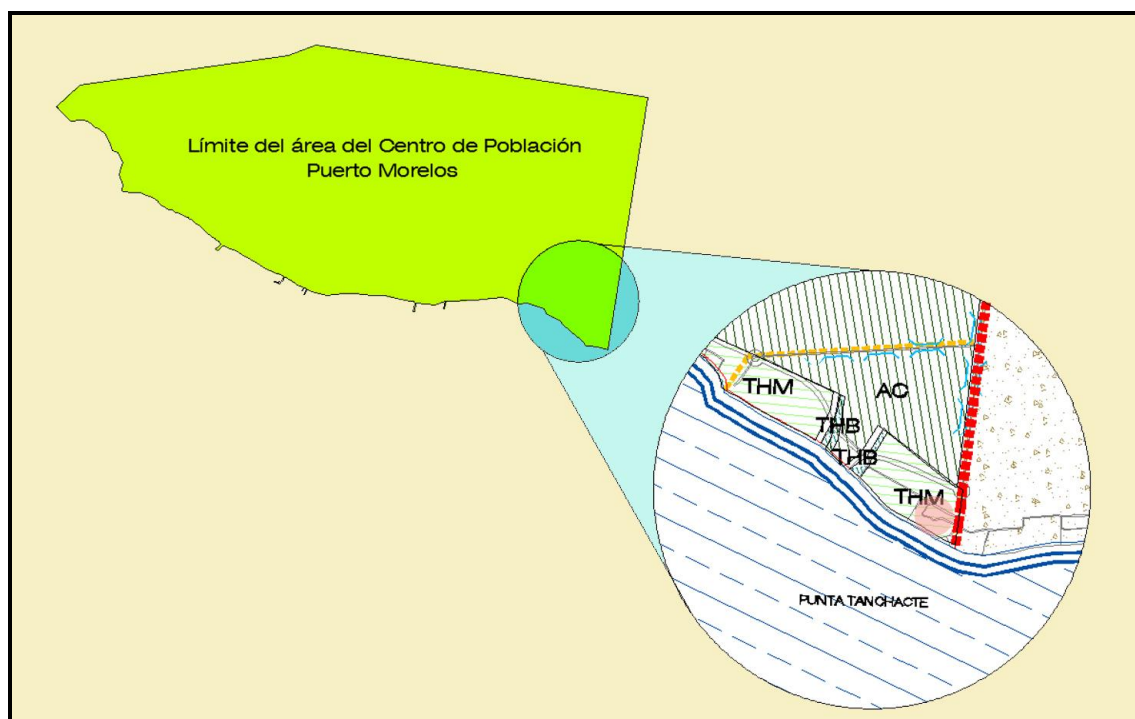 Límite del área del Centro de Población
Puerto Morelos
THM
AC
THB
THB
THM
PUNTA TANCHACTE